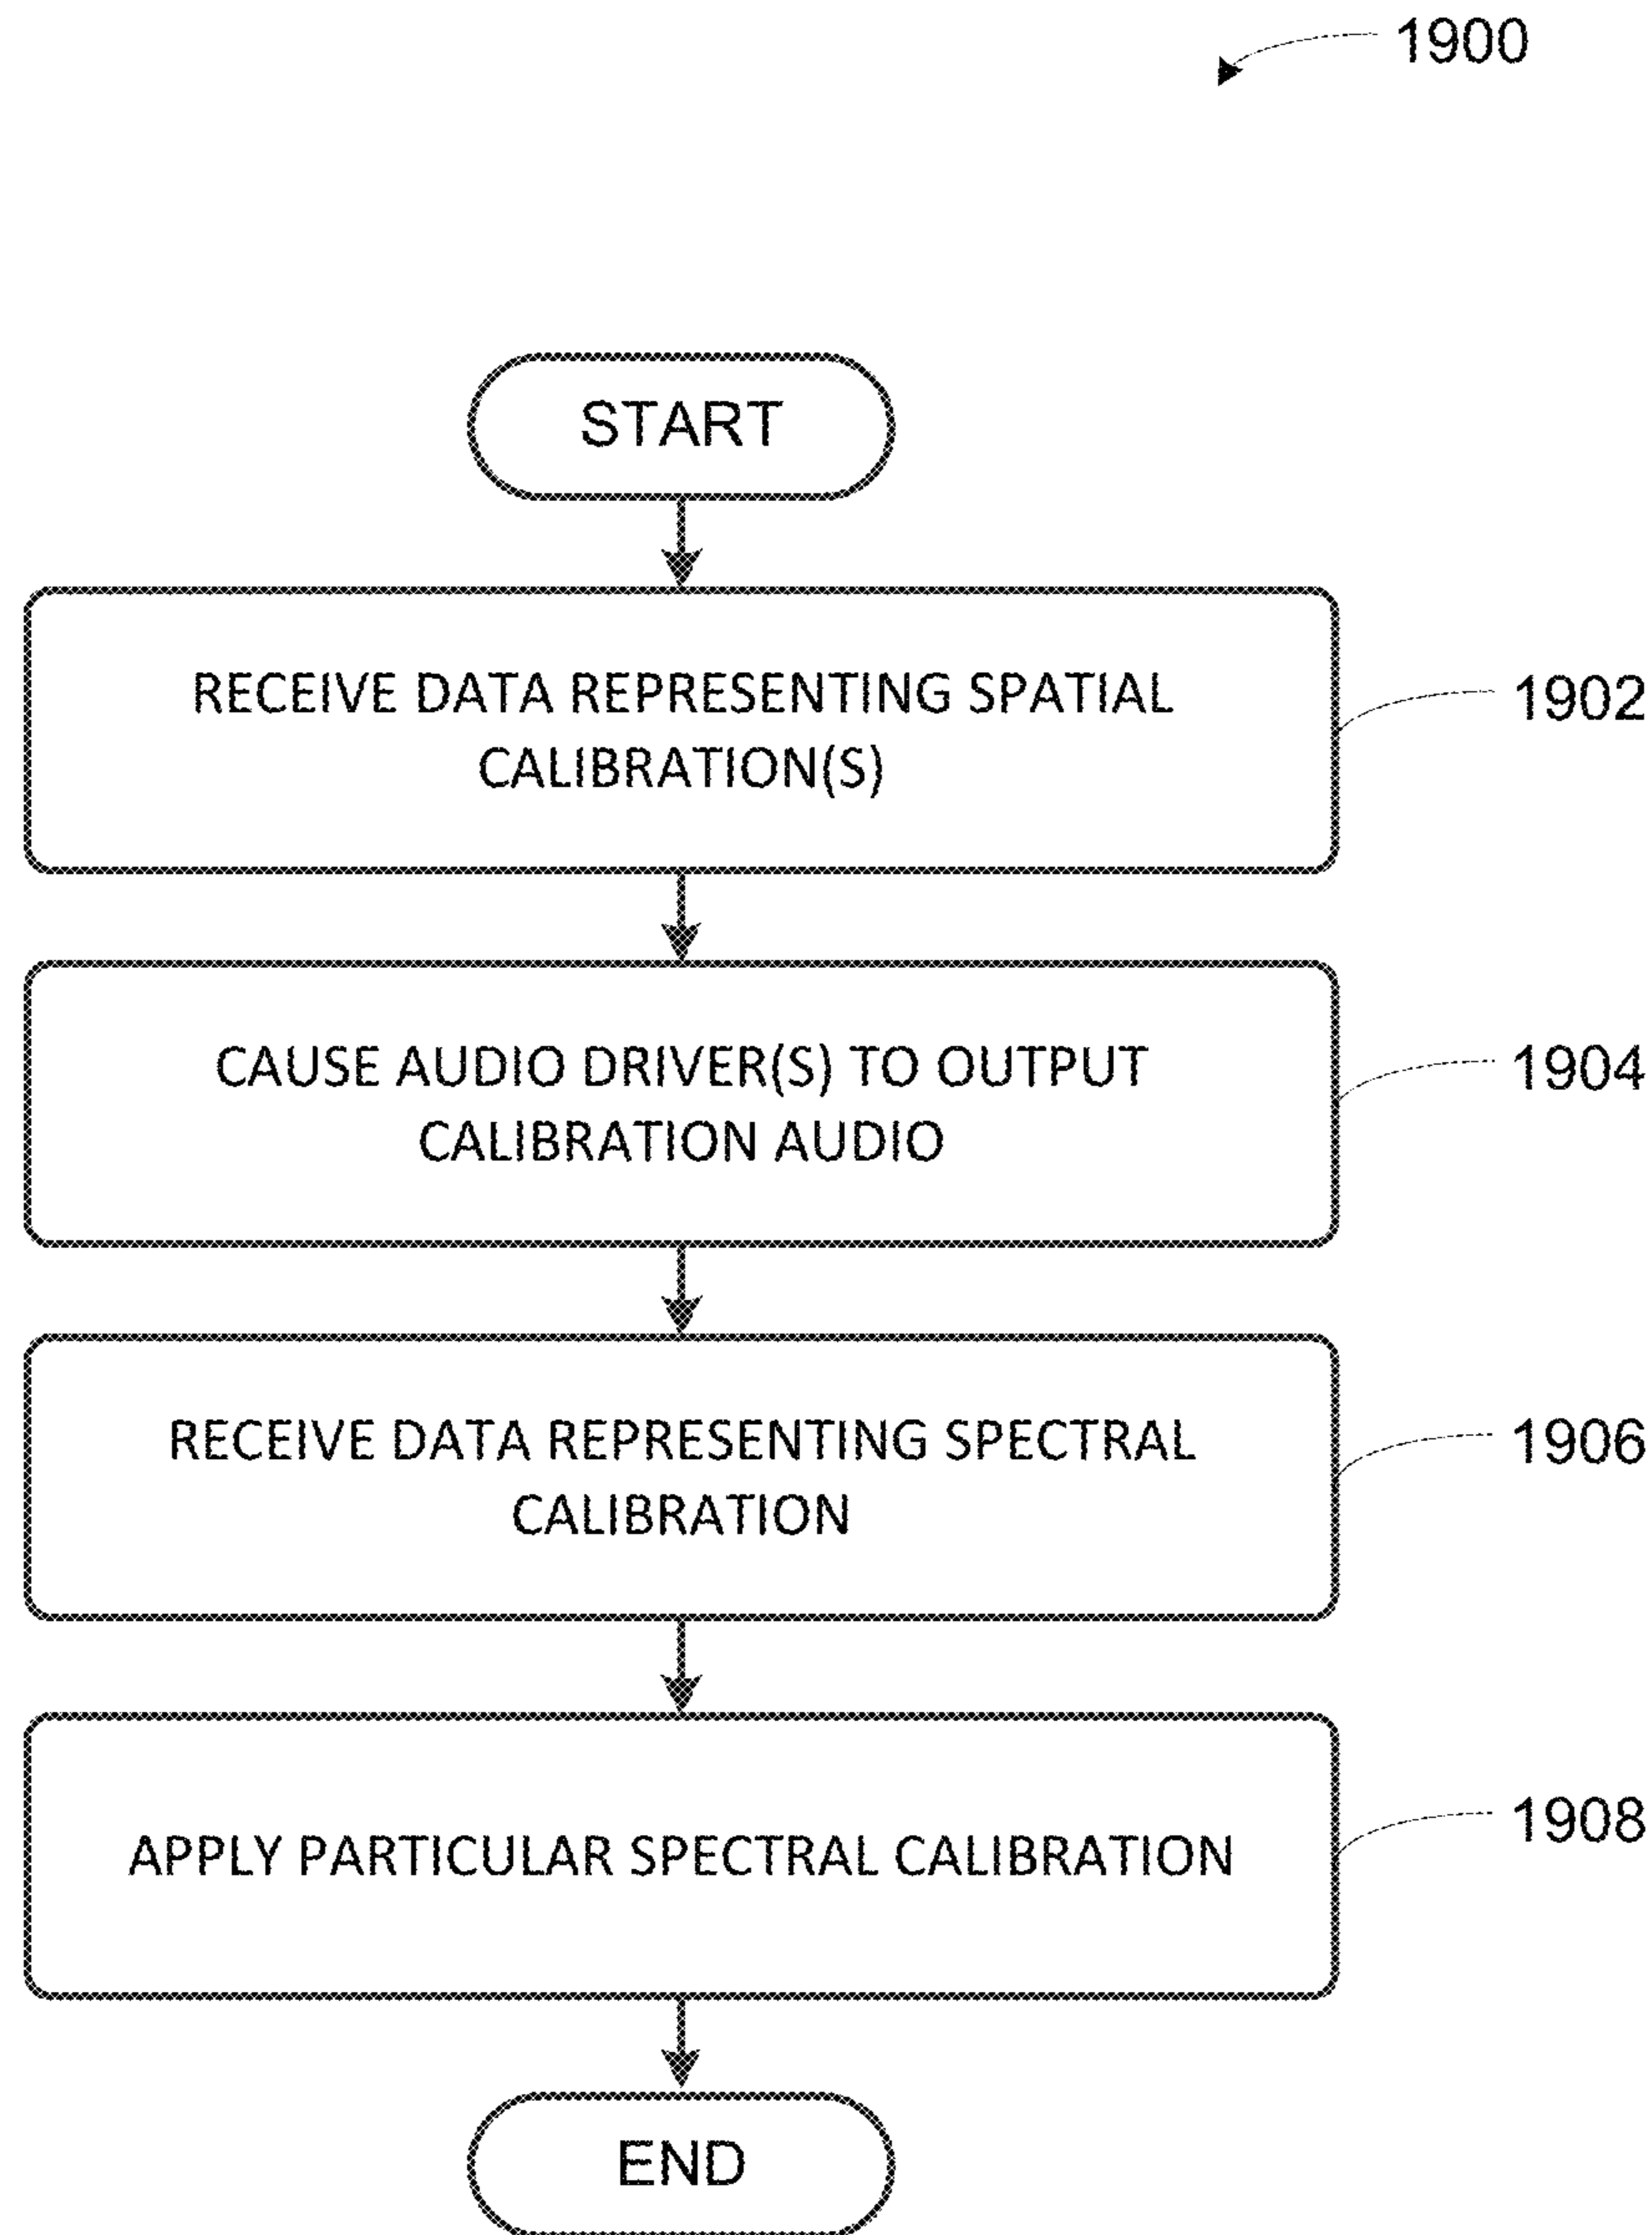 1900
START
RECEIVE DATA REPRESENTING SPATIAL
CALIBRATION(S)
1902
CAUSE AUDIO DRIVER(S) TO OUTPUT
CALIBRATION AUDIO
1904
RECEIVE DATA REPRESENTING SPECTRAL
CALIBRATION
1906
APPLY PARTICULAR SPECTRAL CALIBRATION
1908
END